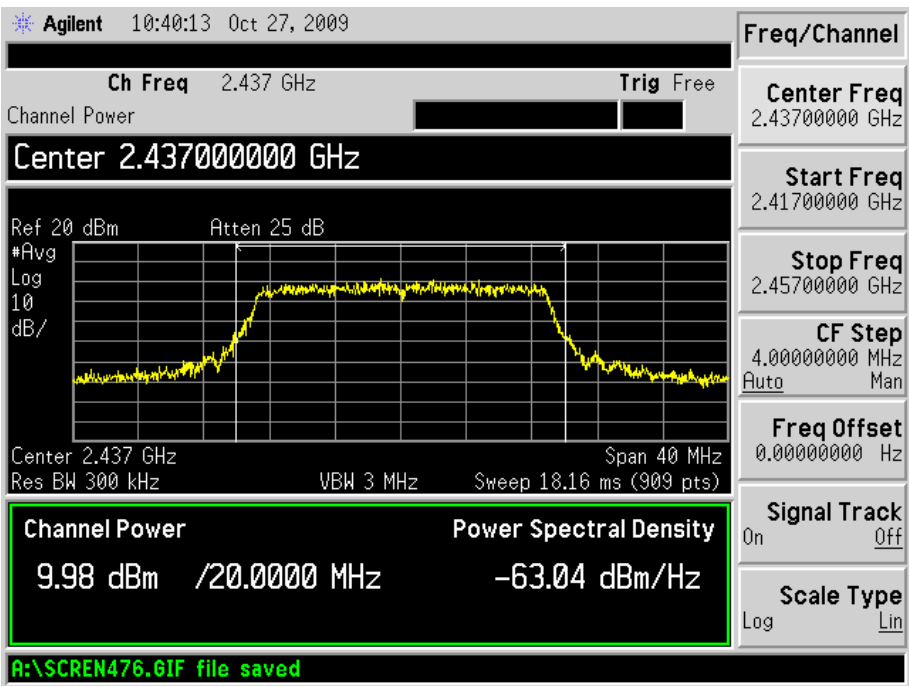 Agilent 10:40:13 Oct 27, 2009
Ch Freq 2.437 GHz Trig Free
Channel Power
Center 2.437000000 GHz
Ref 20 dBm Atten 25 dB
#Avg
Log
10
dB/
Center 2.437 GHz Span 40 MHz
Res BW 300 kHz VBW 3 MHz Sweep 18.16 ms (909 pts)
Channel Power Power Spectral Density
9.98 dBm /20.0000 MHz -63.04 dBm/Hz
A:\SCREN476.GIF file saved
Freq/Channel
Center Freq
2.43700000 GHz
Start Freq
2.41700000 GHz
Stop Freq
2.45700000 GHz
CF Step
4.00000000 MHz
Auto Man
Freq Offset
0.00000000 Hz
Signal Track
On Off
Scale Type
Log Lin